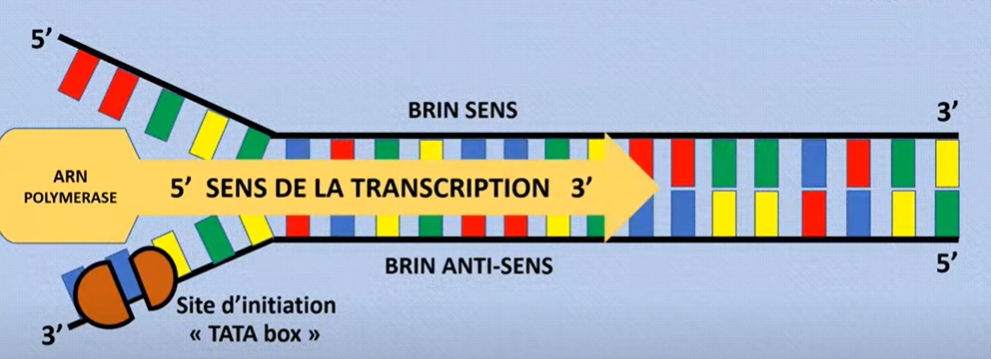 5’
BRIN SENS
3’
ARN
POLYMERASE
5’ SENS DE LA TRANSCRIPTION 3’
BRIN ANTI-SENS
5’
Site d’initiation
« TATA box »
3’